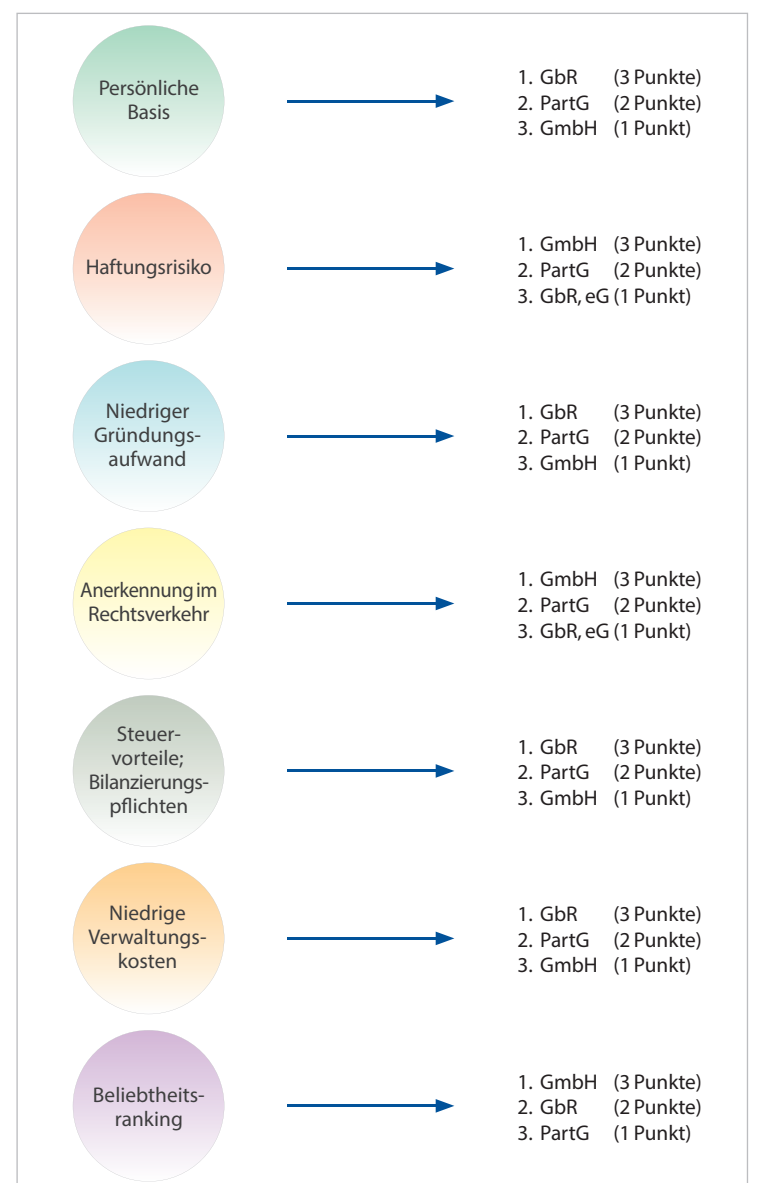 Persönliche
Basis
1. GbR (3 Punkte)
2. PartG (2 Punkte)
3. GmbH (1 Punkt)
Haftungsrisiko
1. GmbH (3 Punkte)
2. PartG (2 Punkte)
3. GbR, eG (1 Punkt)
Niedriger
Gründungs-
aufwand
1. GbR (3 Punkte)
2. PartG (2 Punkte)
3. GmbH (1 Punkt)
Anerkennung im
Rechtsverkehr
1. GmbH (3 Punkte)
2. PartG (2 Punkte)
3. GbR, eG (1 Punkt)
Steuer-
vorteile;
Bilanzierungs-
pflichten
1. GbR (3 Punkte)
2. PartG (2 Punkte)
3. GmbH (1 Punkt)
Niedrige
Verwaltungs-
kosten
1. GbR (3 Punkte)
2. PartG (2 Punkte)
3. GmbH (1 Punkt)
Beliebtheits-
ranking
1. GmbH (3 Punkte)
2. GbR (2 Punkte)
3. PartG (1 Punkt)